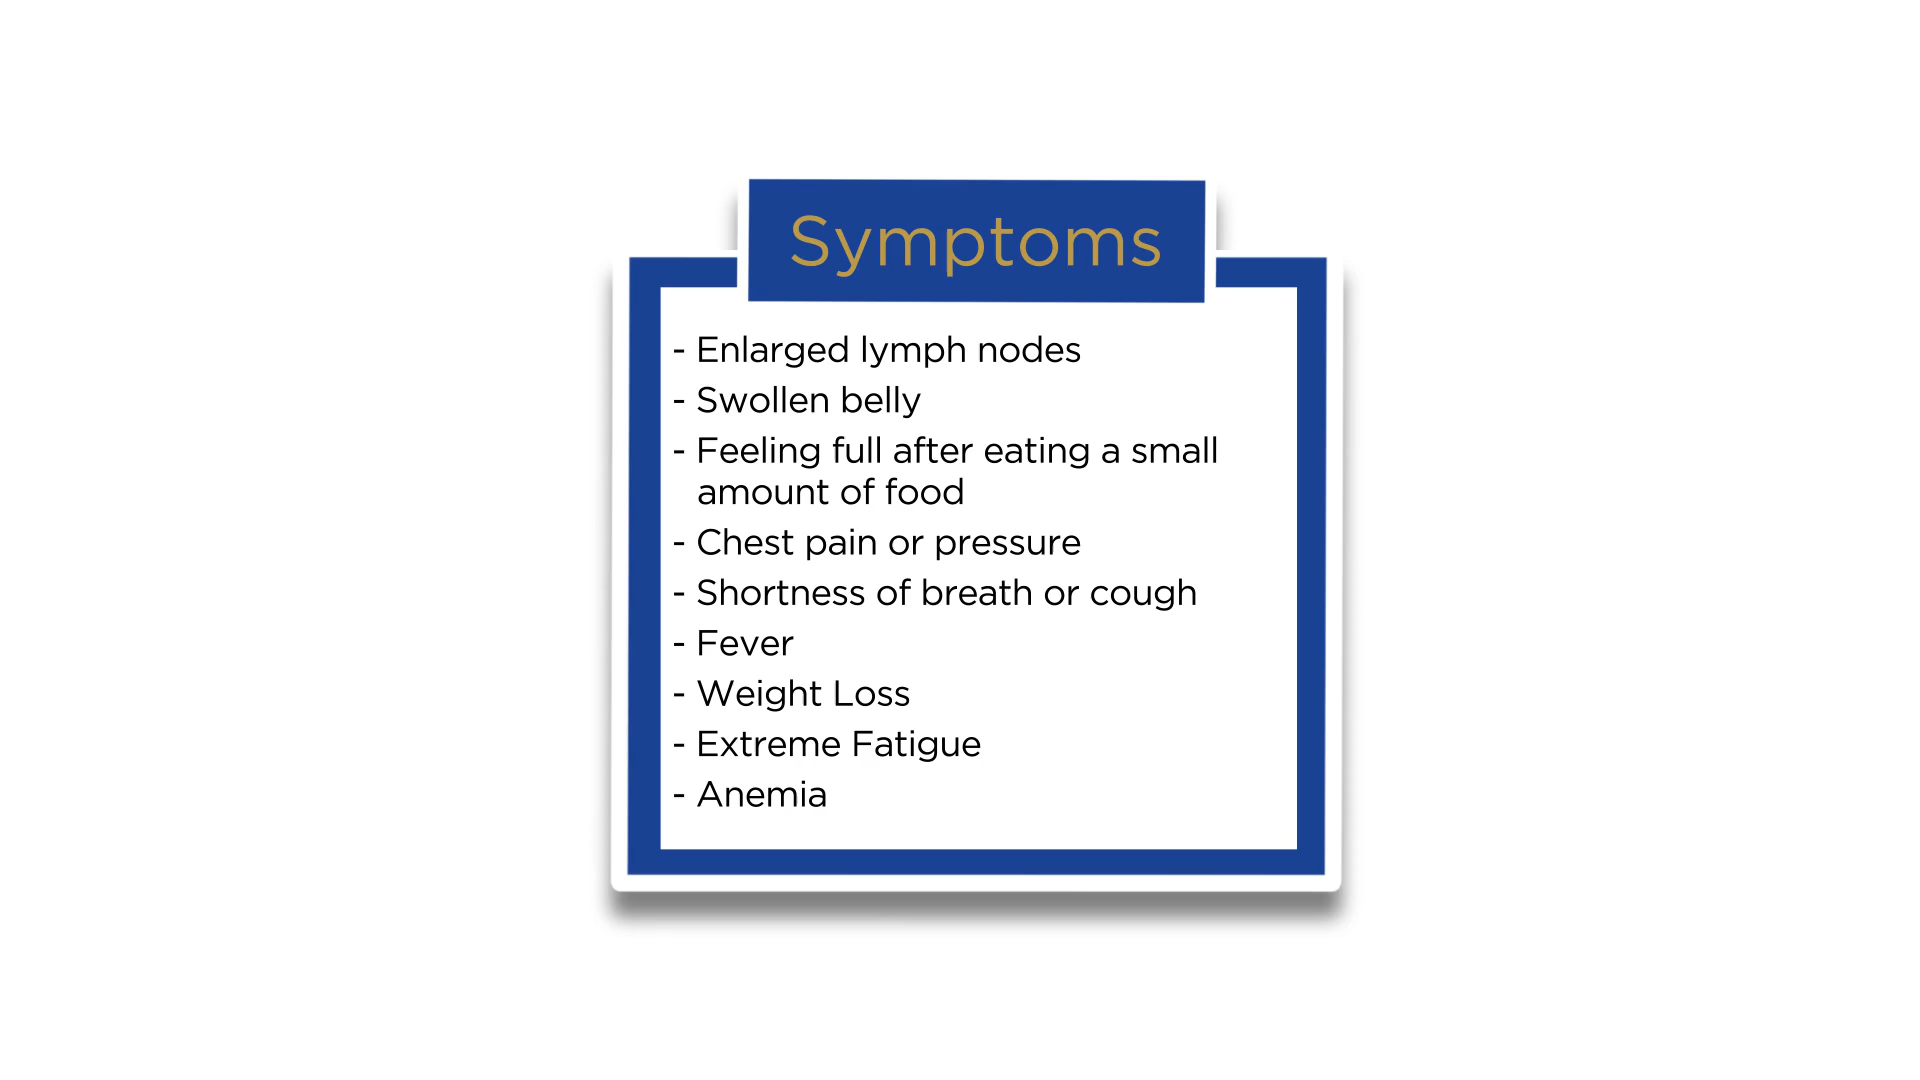 Symptoms
- Enlarged lymph nodes
- Swollen belly
- Feeling full after eating a small
amount of food
- Chest pain or pressure
- Shortness of breath or cough
- Fever
- Weight Loss
- Extreme Fatigue
- Anemia